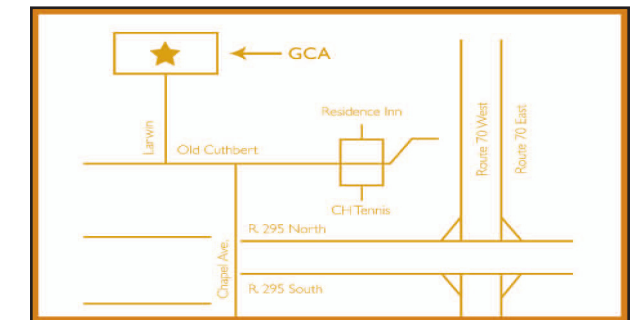 GCA
Residence Inn
Larwin
Old Cuthbert
Route 70 West
Route 70 East
CH Tennis
R. 295 North
Chapel Ave.
R. 295 South